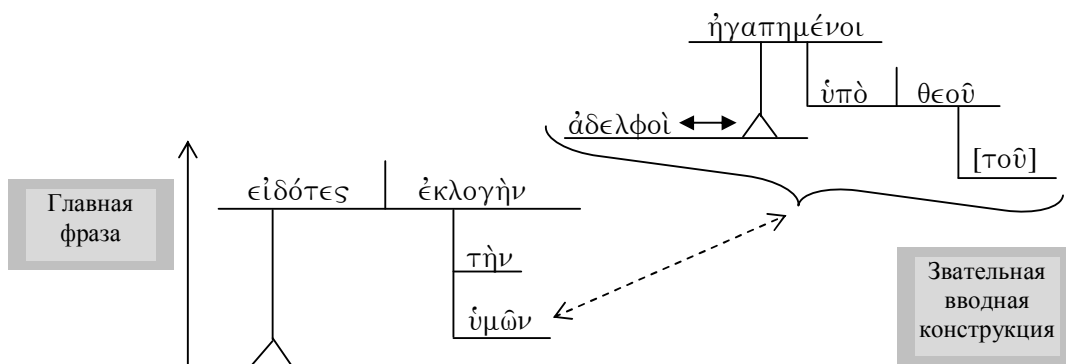 ἠγαπημένοι
ὑπὸ θεοῦ
ἀδελφοὶ
[τοῦ]
Главная
фраза
εἰδότες ἐκλογὴν
τὴν
ὑμῶν
Звательная
вводная
конструкция